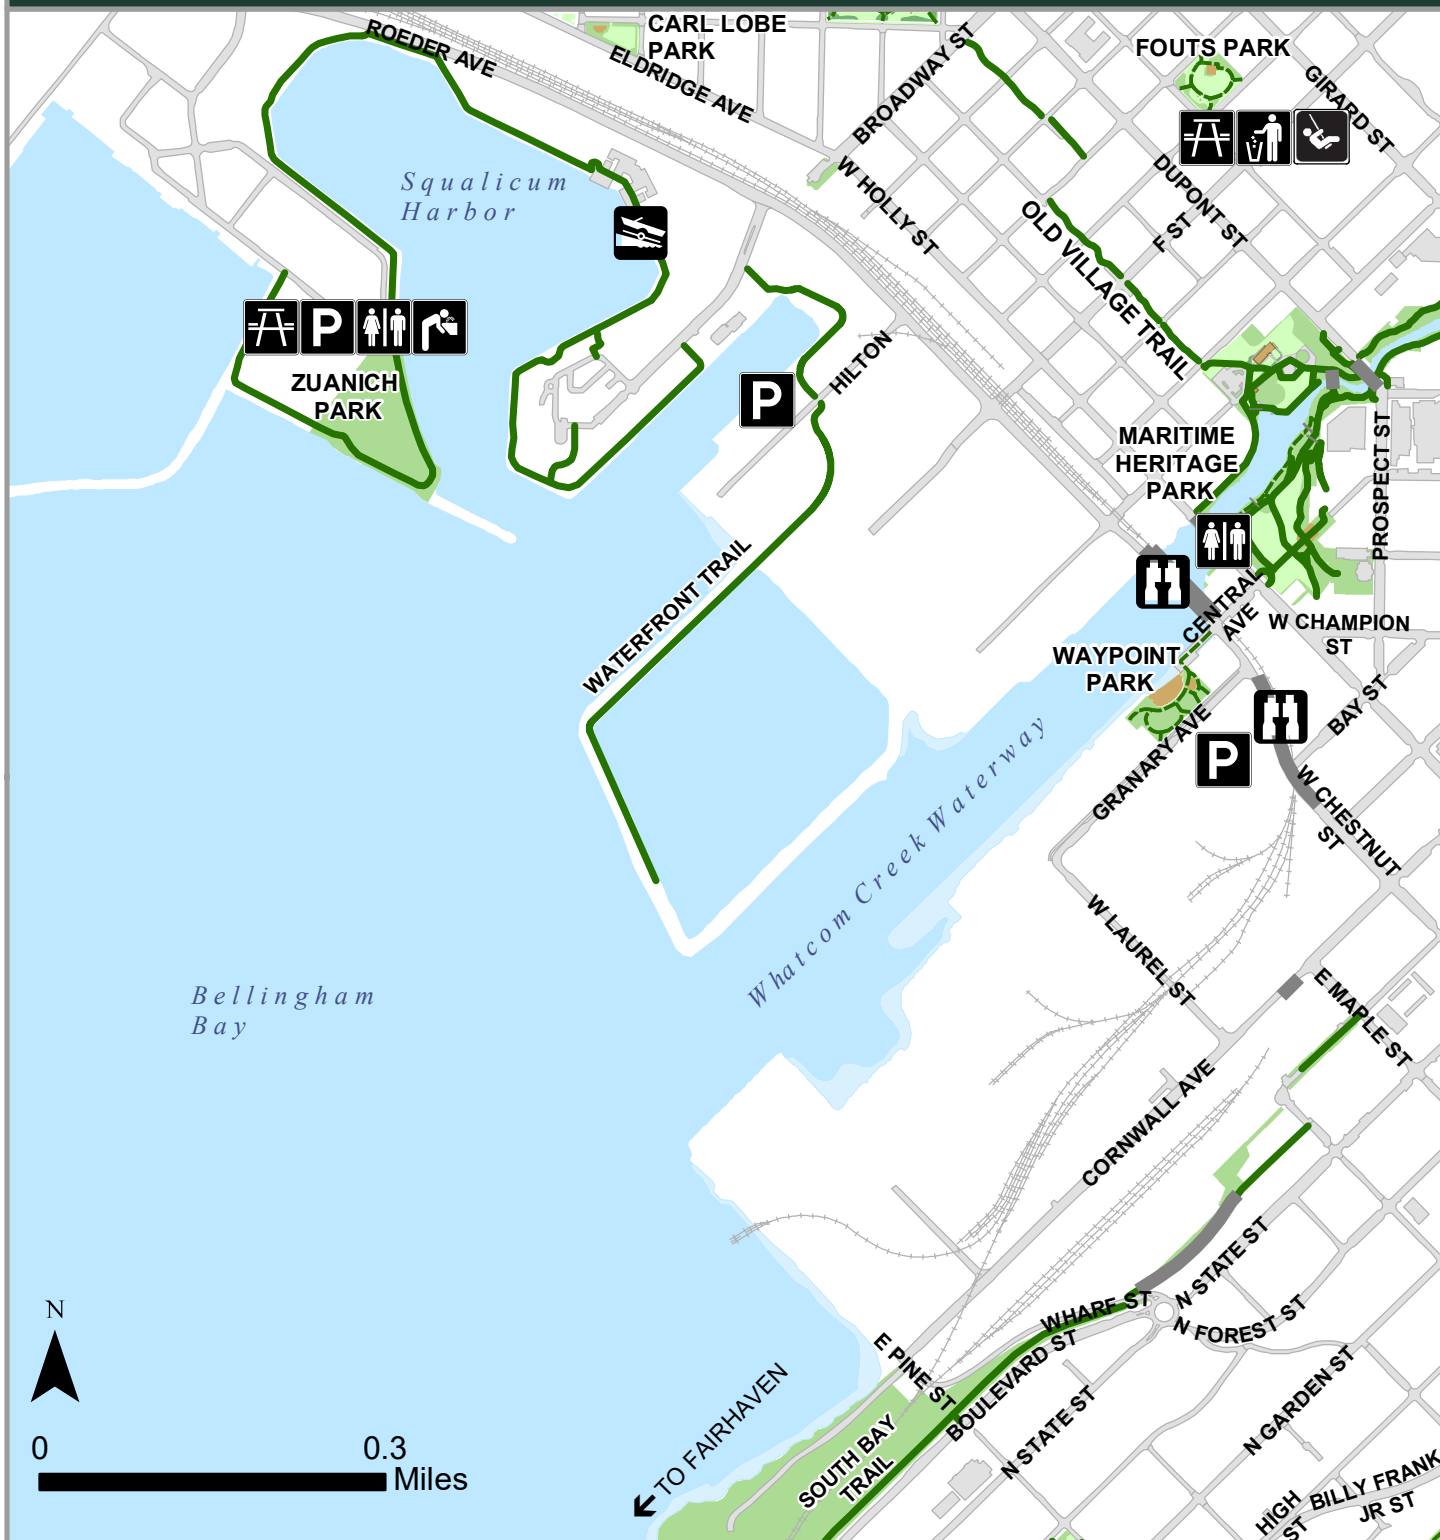 CARL LOBE
PARK
ROEDER AVE
ELDRIDGE AVE
BROADWAY ST
FOUTS PARK
GIRARD ST
Squalicum
Harbor
W HOLLY ST
DUPONT ST
F ST
OLD VILLAGE TRAIL
P
ZUANICH
PARK
P
HILTON
MARITIME
HERITAGE
PARK
PROSPECT ST
WATERFRONT TRAIL
CENTRAL
AVE
W CHAMPION
ST
WAYPOINT
PARK
BAY ST
GRANARY AVE
P
W CHESTNUT
ST
Whatcom Creek Waterway
W LAUREL ST
E MAPLE ST
Bellingham
Bay
CORNWALL AVE
N STATE ST
WHARF ST
N FOREST ST
BOULEVARD ST
E PINE ST
N
N GARDEN ST
N STATE ST
TO FAIRHAVEN
SOUTH BAY
TRAIL
0 0.3
Miles
BILLY FRANK
JR ST
HIGH
ST